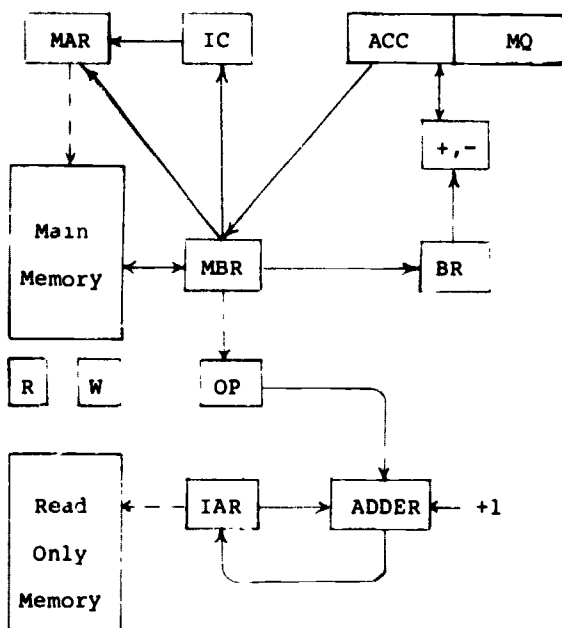 MAR
IC
ACC
MQ
+,-
Main
Memory
MBR
BR
R
W
OP
Read
Only
Memory
IAR
ADDER
+1